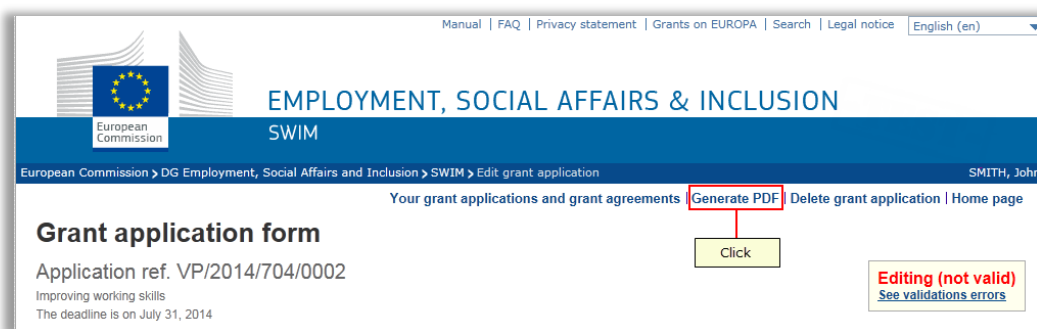 Manual | FAQ | Privacy statement | Grants on EUROPA | Search | Legal notice English (en)
EMPLOYMENT, SOCIAL AFFAIRS & INCLUSION
European
Commission
SWIM
European Commission > DG Employment, Social Affairs and Inclusion > SWIM > Edit grant application SMITH, John
Your grant applications and grant agreements | Generate PDF | Delete grant application | Home page
Grant application form
Click
Application ref. VP/2014/704/0002
Editing (not valid)
See validations errors
Improving working skills
The deadline is on July 31, 2014